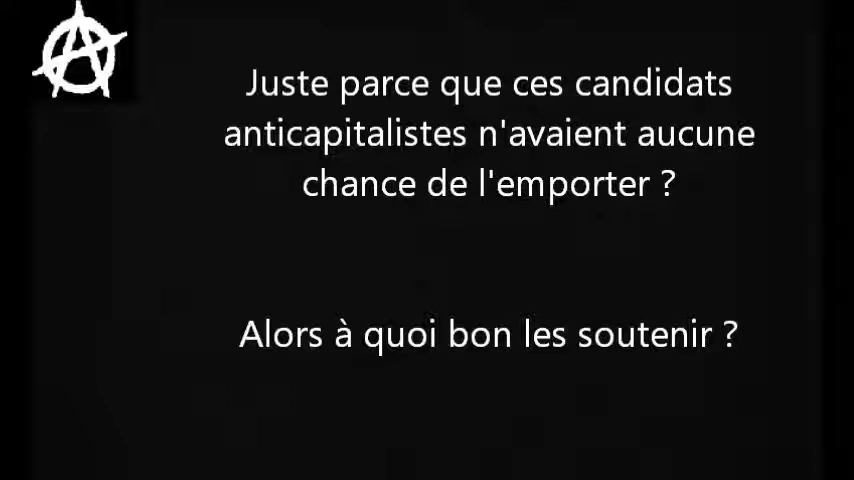 Juste parce que ces candidats
anticapitalistes n'avaient aucune
chance de l'emporter ?
Alors à quoi bon les soutenir ?